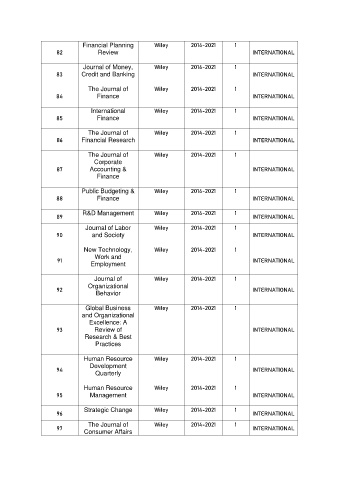 82 Financial Planning Review Wiley 2014-2021 1 INTERNATIONAL
83 Journal of Money, Credit and Banking Wiley 2014-2021 1 INTERNATIONAL
84 The Journal of Finance Wiley 2014-2021 1 INTERNATIONAL
85 International Finance Wiley 2014-2021 1 INTERNATIONAL
86 The Journal of Financial Research Wiley 2014-2021 1 INTERNATIONAL
87 The Journal of Corporate Accounting & Finance Wiley 2014-2021 1 INTERNATIONAL
88 Public Budgeting & Finance Wiley 2014-2021 1 INTERNATIONAL
89 R&D Management Wiley 2014-2021 1 INTERNATIONAL
90 Journal of Labor and Society Wiley 2014-2021 1 INTERNATIONAL
91 New Technology, Work and Employment Wiley 2014-2021 1 INTERNATIONAL
92 Journal of Organizational Behavior Wiley 2014-2021 1 INTERNATIONAL
93 Global Business and Organizational Excellence: A Review of Research & Best Practices Wiley 2014-2021 1 INTERNATIONAL
94 Human Resource Development Quarterly Wiley 2014-2021 1 INTERNATIONAL
95 Human Resource Management Wiley 2014-2021 1 INTERNATIONAL
96 Strategic Change Wiley 2014-2021 1 INTERNATIONAL
97 The Journal of Consumer Affairs Wiley 2014-2021 1 INTERNATIONAL